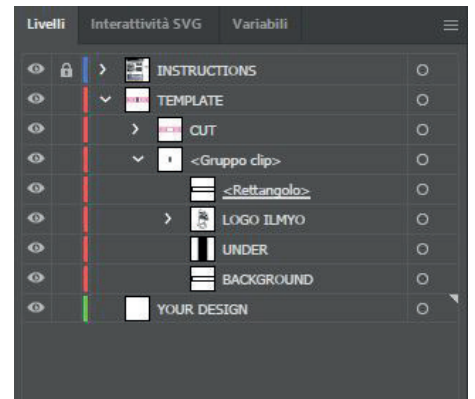 Livelli Interattività SVG Variabili
INSTRUCTIONS
TEMPLATE
CUT
<Gruppo clip>
<Rettangolo>
LOGO ILMYO
UNDER
BACKGROUND
YOUR DESIGN